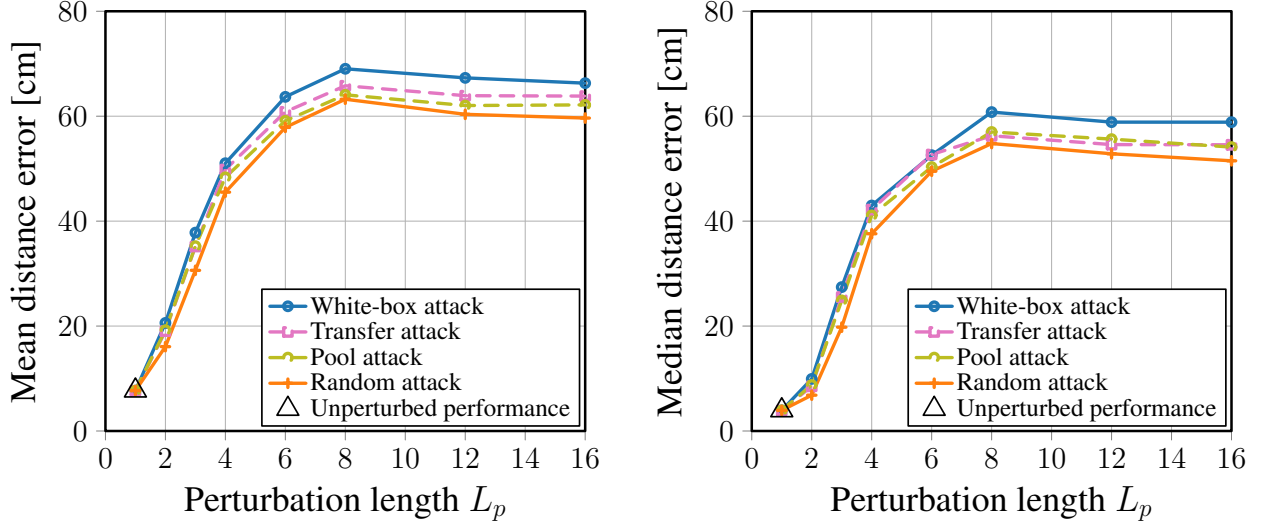 Mean distance error [cm]
80
60
40
20
0
0 2 4 6 8 10 12 14 16
Perturbation length $L_p$
White-box attack
Transfer attack
Pool attack
Random attack
Unperturbed performance
Median distance error [cm]
80
60
40
20
0
0 2 4 6 8 10 12 14 16
Perturbation length $L_p$
White-box attack
Transfer attack
Pool attack
Random attack
Unperturbed performance